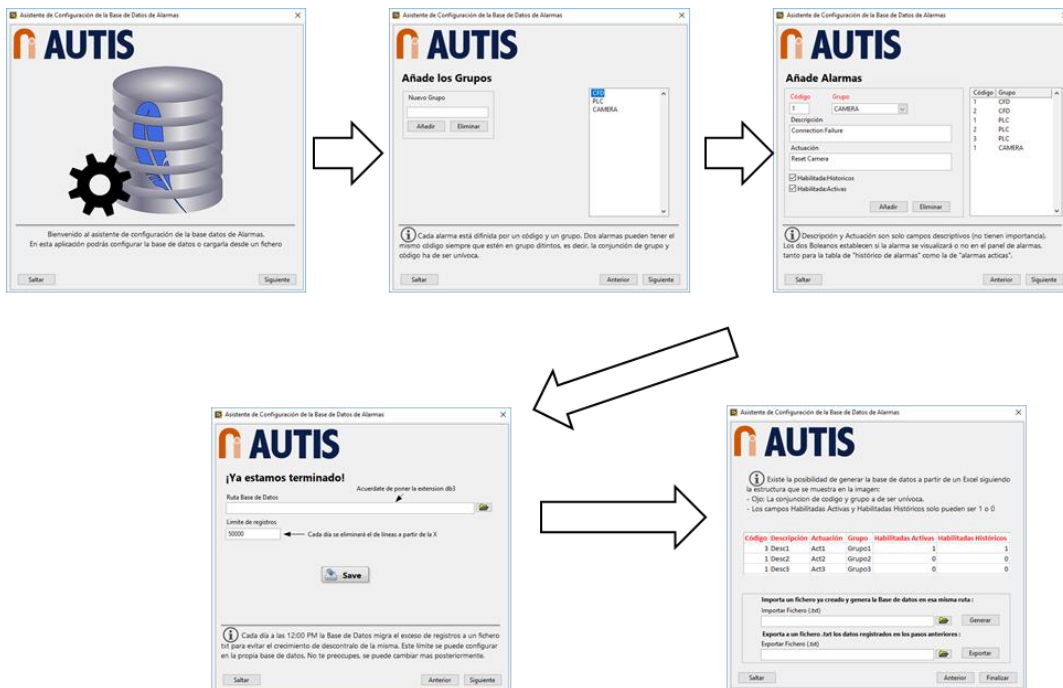 Asistente de Configuración de la Base de Datos de Alarmas
AUTIS
Bienvenido al asistente de configuración de la base datos de Alarmas.
En esta aplicación podrás configurar la base de datos o cargarla desde un fichero
Saltar
Siguiente
Asistente de Configuración de la Base de Datos de Alarmas
AUTIS
Añade los Grupos
Nuevo Grupo
Añadir Eliminar
CFD
PLC
CAMERA
Cada alarma está difinida por un código y un grupo. Dos alarmas pueden tener el
mismo código siempre que estén en grupo ditintos, es decir, la conjunción de grupo y
código ha de ser unívoca.
Saltar
Anterior Siguiente
Asistente de Configuración de la Base de Datos de Alarmas
AUTIS
Añade Alarmas
Código Grupo
1 CAMERA
Descripción
Connection Failure
Actuación
Reset Camera
Habilitada:Historicos
Habilitada:Activas
Añadir Eliminar
Código Grupo
1 CFD
2 CFD
1 PLC
2 PLC
3 PLC
1 CAMERA
Descripción y Actuación son solo campos descriptivos (no tienen importancia).
Los dos Boleanos establecen si la alarma se visualizará o no en el panel de alarmas,
tanto para la tabla de "histórico de alarmas" como la de "alarmas acticas".
Saltar
Anterior Siguiente
Asistente de Configuración de la Base de Datos de Alarmas
AUTIS
¡Ya estamos terminado!
Acuerdate de poner la extension db3
Ruta Base de Datos
Limite de registros
50000 Cada día se eliminará el de líneas a partir de la X
Save
Cada día a las 12:00 PM la Base de Datos migra el exceso de registros a un fichero
txt para evitar el crecimiento de descontralo de la misma. Este límite se puede configurar
en la propia base de datos. No te preocupes, se puede cambiar mas posteriormente.
Saltar
Anterior Siguiente
Asistente de Configuración de la Base de Datos de Alarmas
AUTIS
Existe la posibilidad de generar la base de datos a partir de un Excel siguiendo
la estructura que se muestra en la imagen:
- Ojo: La conjuncion de codigo y grupo a de ser unívoca.
- Los campos Habilitadas Activas y Habilitadas Históricos solo pueden ser 1 o 0
Código Descripción Actuación Grupo Habilitadas Activas Habilitadas Históricos
3 Desc1 Act1 Grupo1 1 1
1 Desc2 Act2 Grupo2 0 0
1 Desc3 Act3 Grupo3 0 0
Importa un fichero ya creado y genera la Base de datos en esa misma ruta :
Importar Fichero (.txt)
Generar
Exporta a un fichero .txt los datos registrados en los pasos anteriores :
Exportar Fichero (.txt)
Exportar
Saltar
Anterior Finalizar